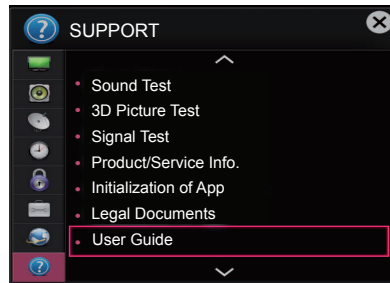 SUPPORT
Sound Test
3D Picture Test
Signal Test
Product/Service Info.
Initialization of App
Legal Documents
User Guide